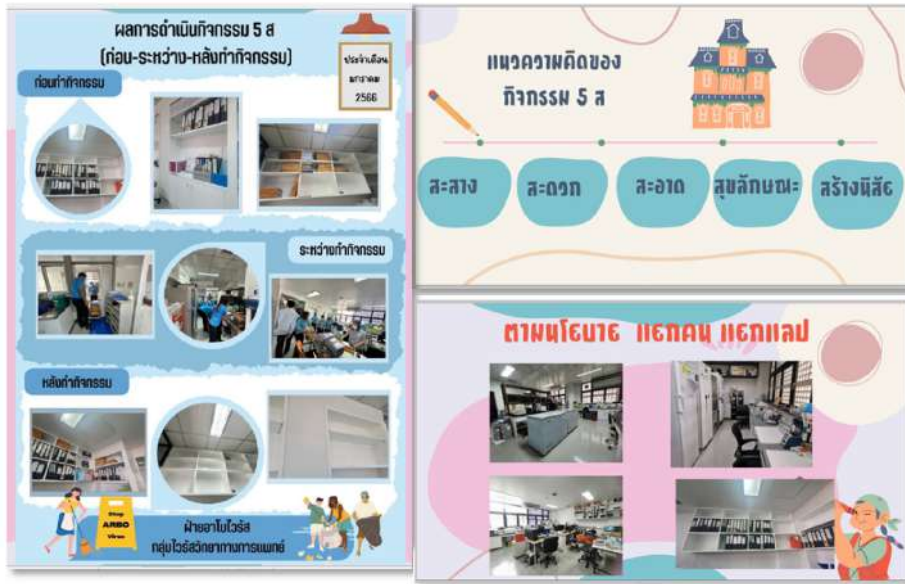 ผลการดำเนินกิจกรรม 5 ส
(ก่อน-ระหว่าง-หลังทำกิจกรรม)
ประจำเดือน
มกราคม
2566
ก่อนทำกิจกรรม
ระหว่างทำกิจกรรม
หลังทำกิจกรรม
Stop
ARBO
Virus
ฝ่ายอาโบไวรัส
กลุ่มไวรัสวิทยาทางการแพทย์
แนวความคิดของ
กิจกรรม 5 ส
สะสาง
สะดวก
สะอาด
สุขลักษณะ
สร้างนิสัย
ตามนโยบาย แยกคน แยกแลป